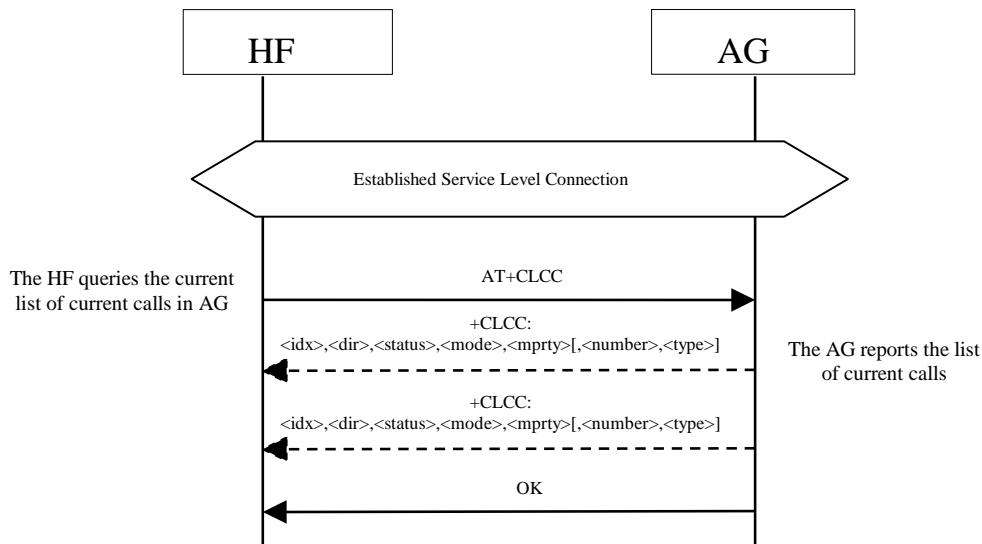 HF
AG
Established Service Level Connection
The HF queries the current
list of current calls in AG
AT+CLCC
+CLCC:
<idx>,<dir>,<status>,<mode>,<mprty>[,<number>,<type>]
The AG reports the list
of current calls
+CLCC:
<idx>,<dir>,<status>,<mode>,<mprty>[,<number>,<type>]
OK